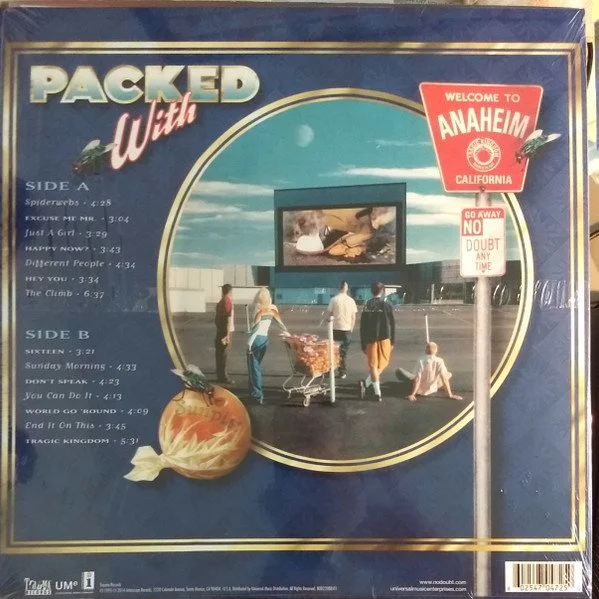 PACKED
With
SIDE A
Spiderwebs • 4:28
EXCUSE ME MR. • 3:04
Just A Girl • 3:29
HAPPY NOW? • 3:43
Different People • 4:34
HEY YOU • 3:34
The Climb • 6:37
SIDE B
SIXTEEN • 3:21
Sunday Morning • 4:33
DON'T SPEAK • 4:23
You Can Do It • 4:13
WORLD GO 'ROUND • 4:09
End It On This • 3:45
TRAGIC KINGDOM • 5:31
WELCOME TO
ANAHEIM
CALIFORNIA
GO AWAY
NO
DOUBT
ANY
TIME
UMe
www.nodoubt.com
universalmusicenterprises.com